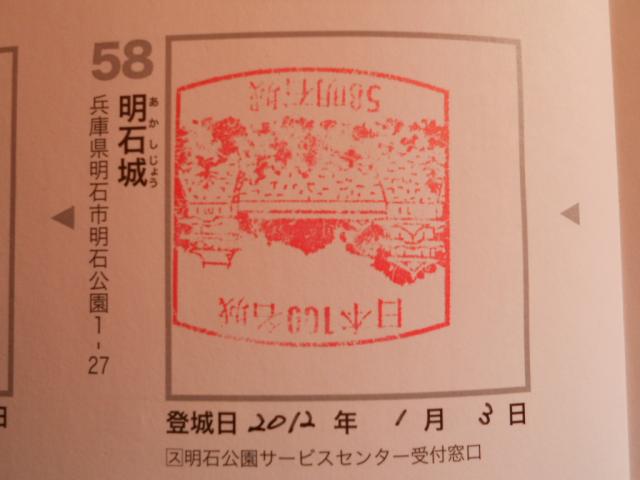 58
明石城
あかしじょう
兵庫県明石市明石公園1-27
58明石城
日本100名城
登城日 2012 年 1 月 3 日
ス明石公園サービスセンター受付窓口
日